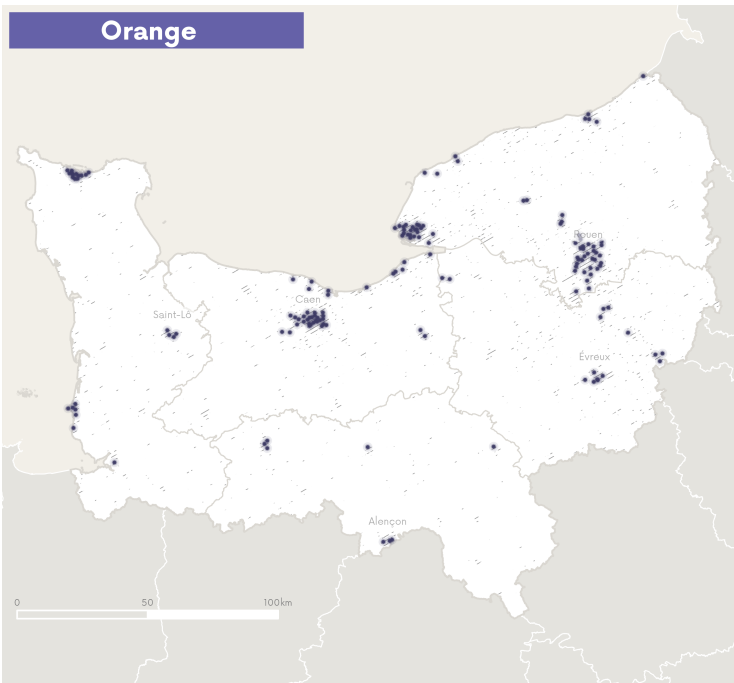 Orange
Rouen
Caen
Saint-Lô
Évreux
Alençon
0 50 100km